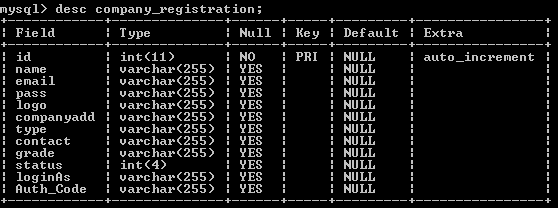 mysql> desc company_registration;
+------------+--------------+------+-----+---------+----------------+
| Field | Type | Null | Key | Default | Extra |
+------------+--------------+------+-----+---------+----------------+
| id | int(11) | NO | PRI | NULL | auto_increment |
| name | varchar(255) | YES | | NULL | |
| email | varchar(255) | YES | | NULL | |
| pass | varchar(255) | YES | | NULL | |
| logo | varchar(255) | YES | | NULL | |
| companyadd | varchar(255) | YES | | NULL | |
| type | varchar(255) | YES | | NULL | |
| contact | varchar(255) | YES | | NULL | |
| grade | varchar(255) | YES | | NULL | |
| status | int(4) | YES | | NULL | |
| loginAs | varchar(255) | YES | | NULL | |
| Auth_Code | varchar(255) | YES | | NULL | |
+------------+--------------+------+-----+---------+----------------+